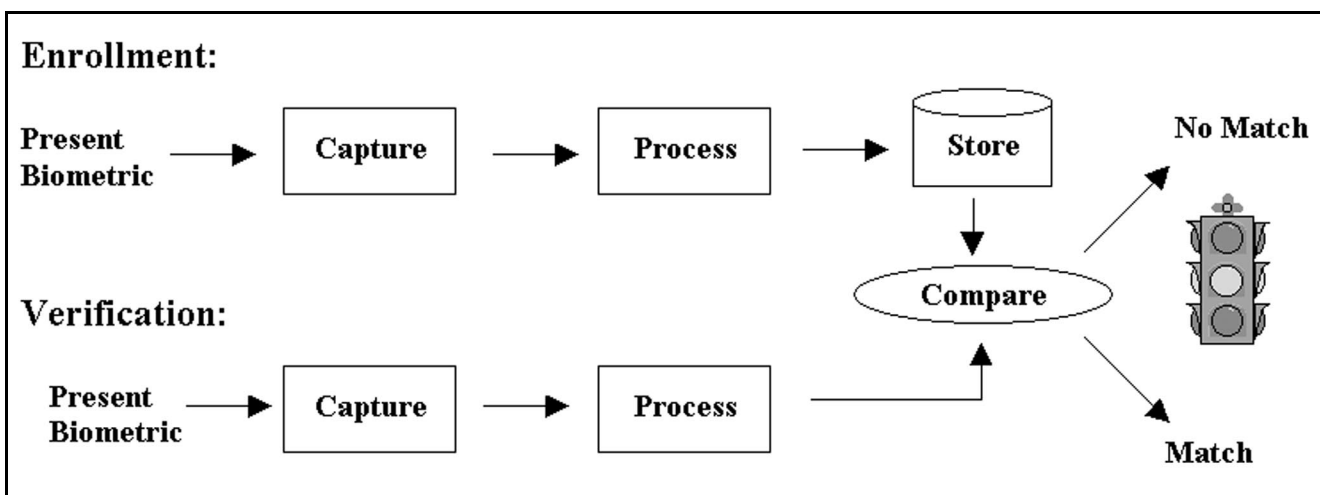 Enrollment:
Present
Biometric
Capture
Process
Store
No Match
Compare
Verification:
Present
Biometric
Capture
Process
Match